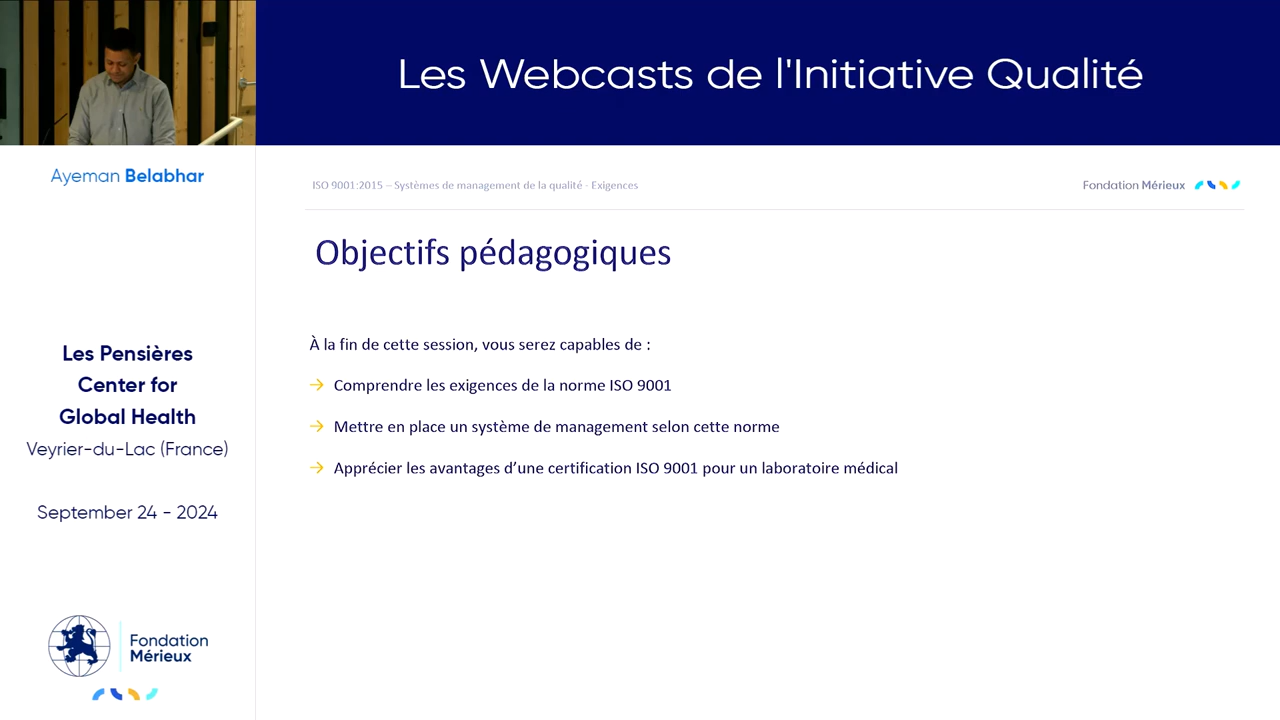 Les Webcasts de l'Initiative Qualité
Ayeman Belabhar
Les Pensières
Center for
Global Health
Veyrier-du-Lac (France)
September 24 - 2024
Fondation
Mérieux
ISO 9001:2015 – Systèmes de management de la qualité - Exigences
Fondation Mérieux
Objectifs pédagogiques
À la fin de cette session, vous serez capables de :
→ Comprendre les exigences de la norme ISO 9001
→ Mettre en place un système de management selon cette norme
→ Apprécier les avantages d’une certification ISO 9001 pour un laboratoire médical